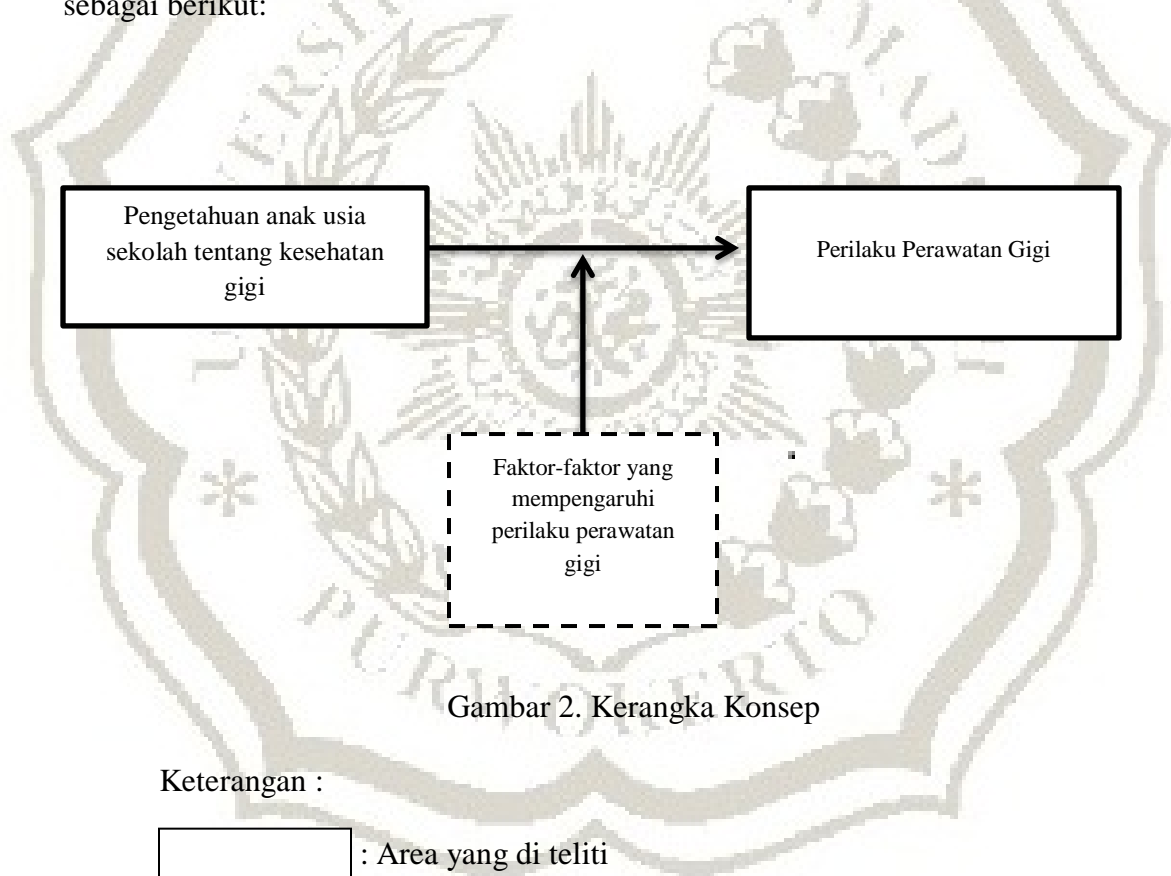 sebagai berikut:
Pengetahuan anak usia
sekolah tentang kesehatan
gigi
Perilaku Perawatan Gigi
Faktor-faktor yang
mempengaruhi
perilaku perawatan
gigi
PURWOKERTO
Gambar 2. Kerangka Konsep
Keterangan :
: Area yang di teliti